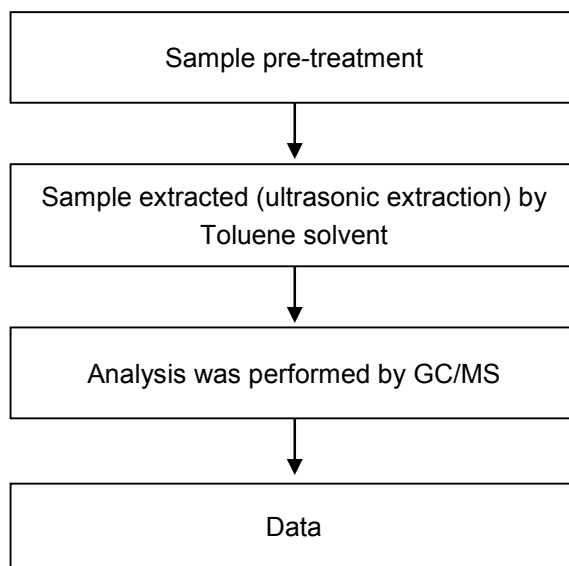 Sample pre-treatment
Sample extracted (ultrasonic extraction) by
Toluene solvent
Analysis was performed by GC/MS
Data